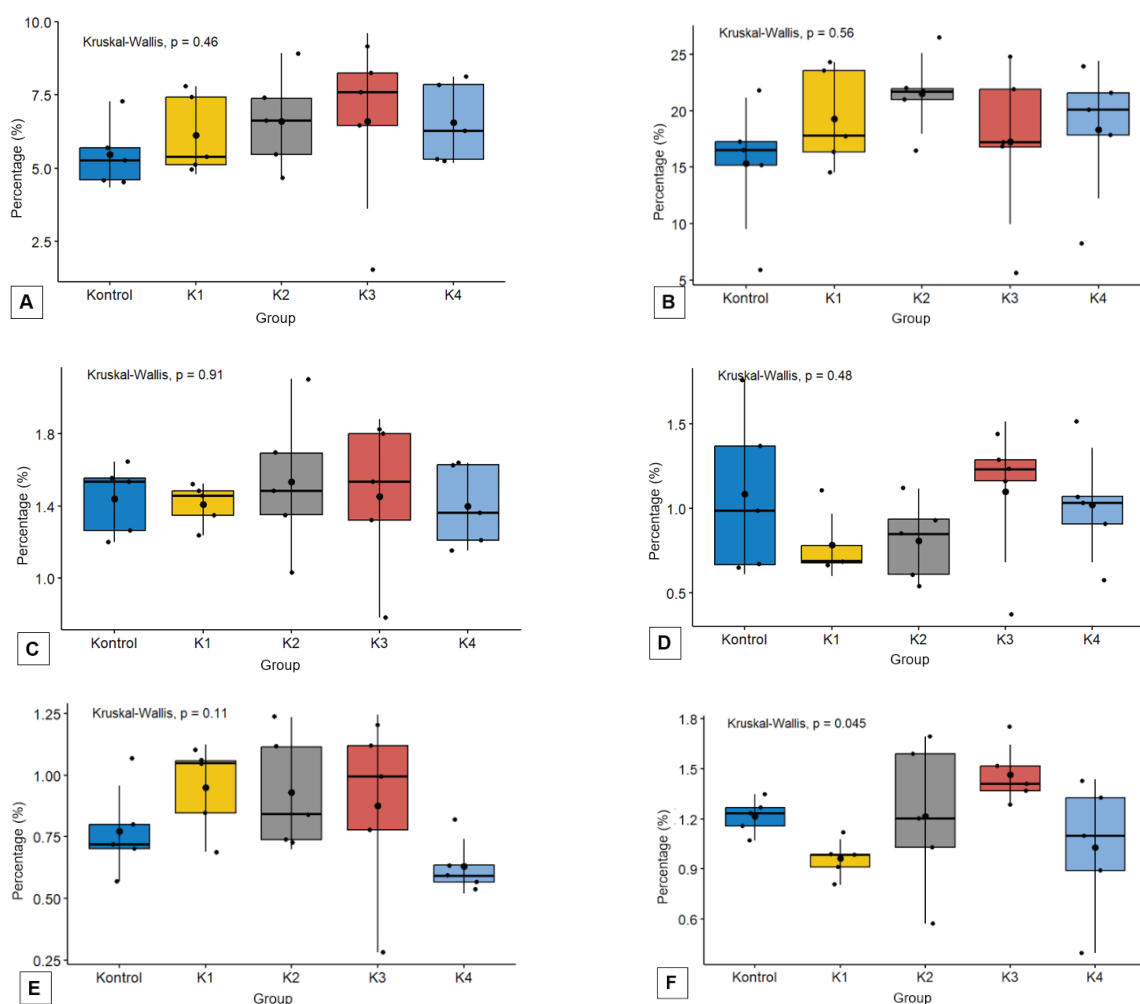 Kruskal-Wallis, p = 0.46
10.0
7.5
5.0
2.5
Percentage (%)
Kontrol K1 K2 K3 K4
Group
A
Kruskal-Wallis, p = 0.56
25
20
15
10
5
Percentage (%)
Kontrol K1 K2 K3 K4
Group
B
Kruskal-Wallis, p = 0.91
1.8
1.4
1.0
Percentage (%)
Kontrol K1 K2 K3 K4
Group
C
Kruskal-Wallis, p = 0.48
1.5
1.0
0.5
Percentage (%)
Kontrol K1 K2 K3 K4
Group
D
Kruskal-Wallis, p = 0.11
1.25
1.00
0.75
0.50
0.25
Percentage (%)
Kontrol K1 K2 K3 K4
Group
E
Kruskal-Wallis, p = 0.045
1.8
1.5
1.2
0.9
0.6
Percentage (%)
Kontrol K1 K2 K3 K4
Group
F